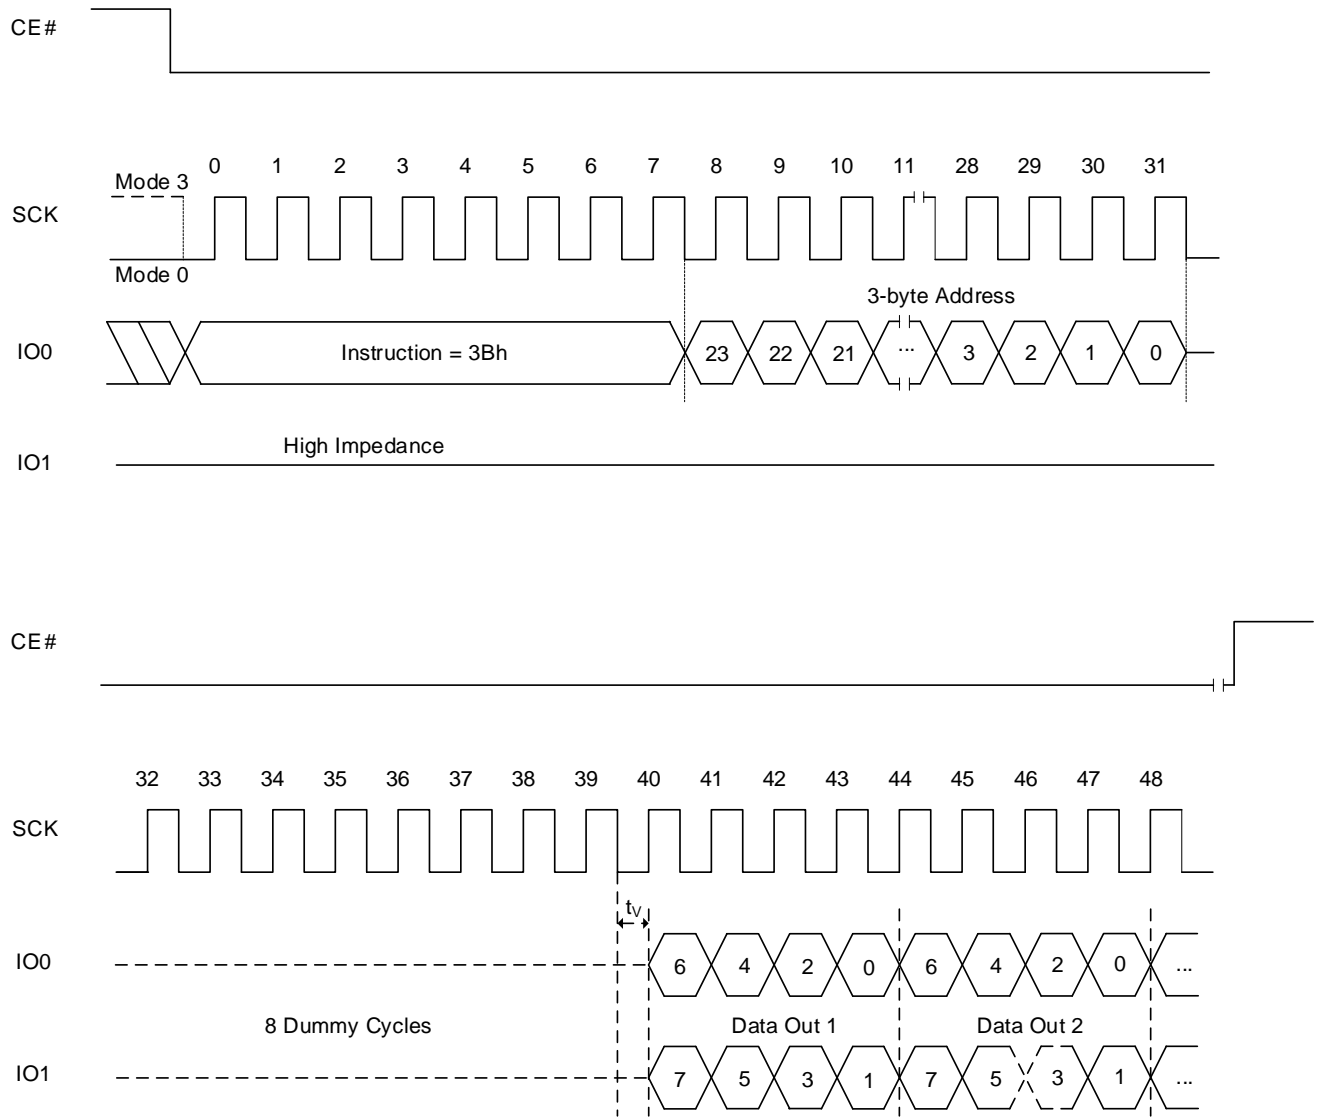 CE#
0 1 2 3 4 5 6 7 8 9 10 11 28 29 30 31
Mode 3
SCK
Mode 0
3-byte Address
IO0 Instruction = 3Bh 23 22 21 ... 3 2 1 0
High Impedance
IO1
CE#
32 33 34 35 36 37 38 39 40 41 42 43 44 45 46 47 48
SCK
tV
IO0 6 4 2 0 6 4 2 0 ...
8 Dummy Cycles Data Out 1 Data Out 2
IO1 7 5 3 1 7 5 3 1 ...